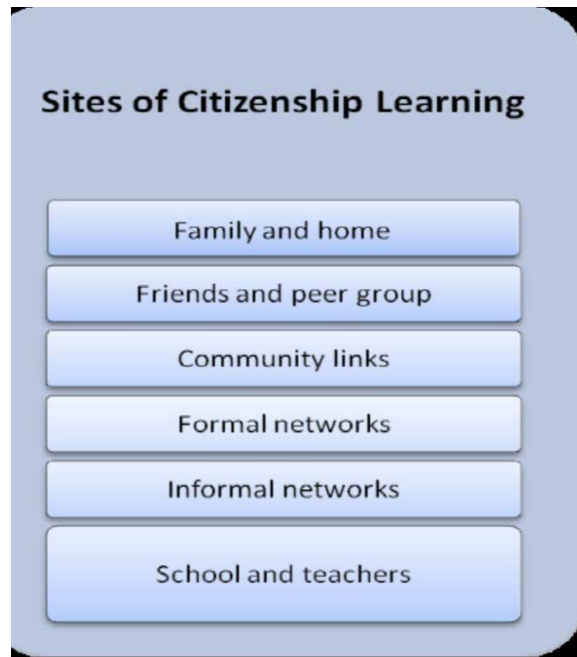 Sites of Citizenship Learning
Family and home
Friends and peer group
Community links
Formal networks
Informal networks
School and teachers